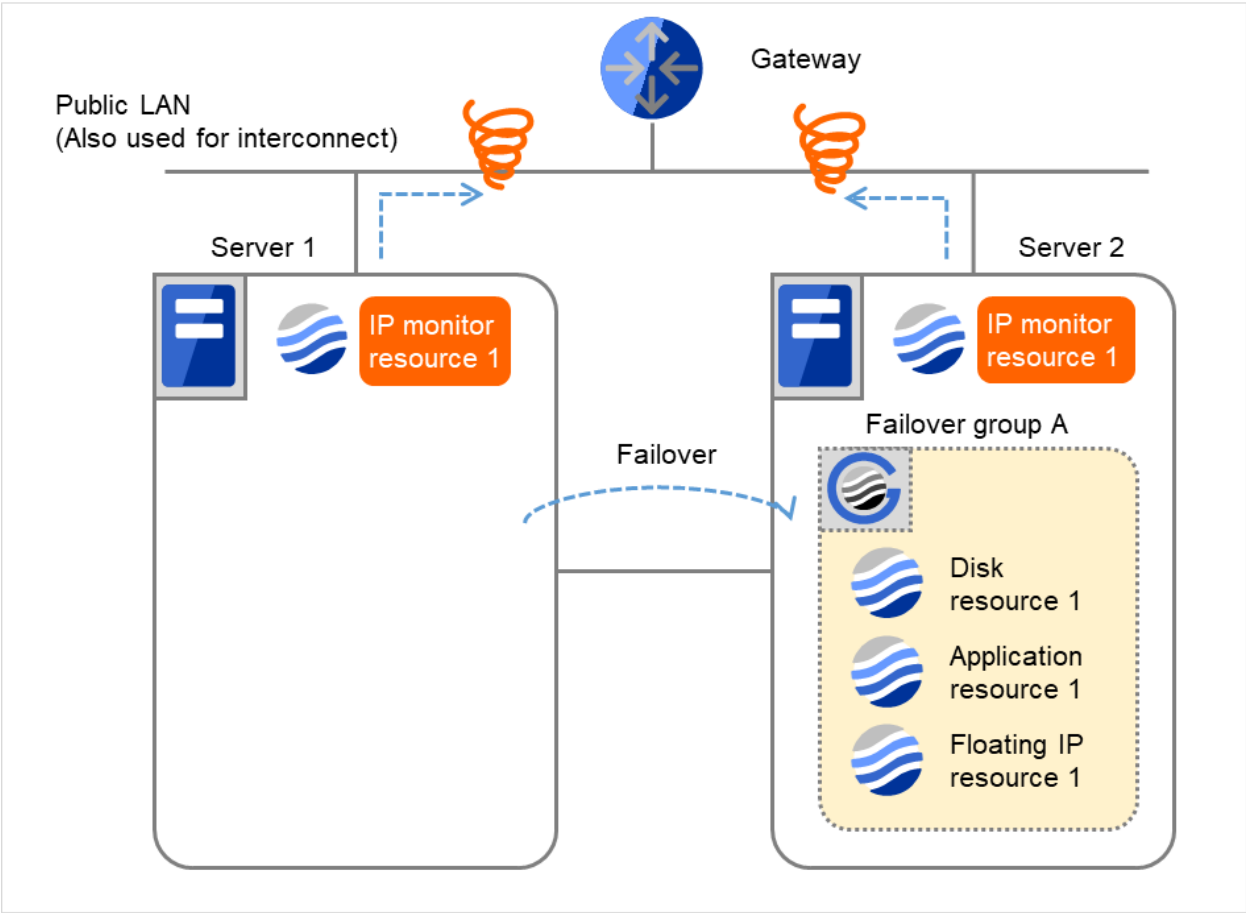 Gateway
Public LAN
(Also used for interconnect)
Server 1
Server 2
IP monitor
resource 1
IP monitor
resource 1
Failover group A
Failover
Disk
resource 1
Application
resource 1
Floating IP
resource 1